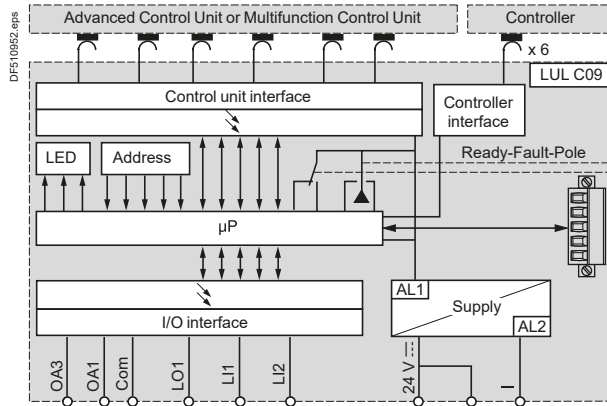 Advanced Control Unit or Multifunction Control Unit
Controller
DF510952.eps
x 6
LUL C09
Control unit interface
Controller
interface
LED
Address
Ready-Fault-Pole
µP
AL1
Supply
AL2
I/O interface
OA3
OA1
Com
LO1
LI1
LI2
24 V
I